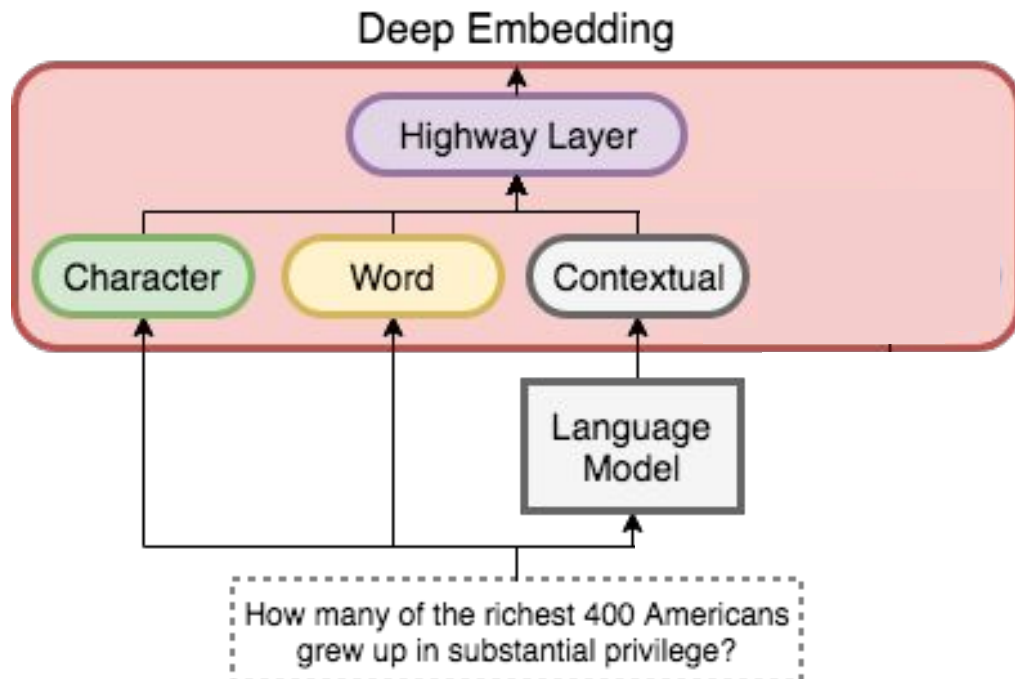 Deep Embedding
Highway Layer
Character
Word
Contextual
Language
Model
How many of the richest 400 Americans
grew up in substantial privilege?